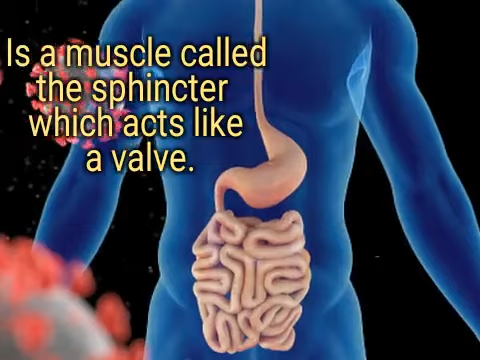 Is a muscle called
the sphincter
which acts like
a valve.